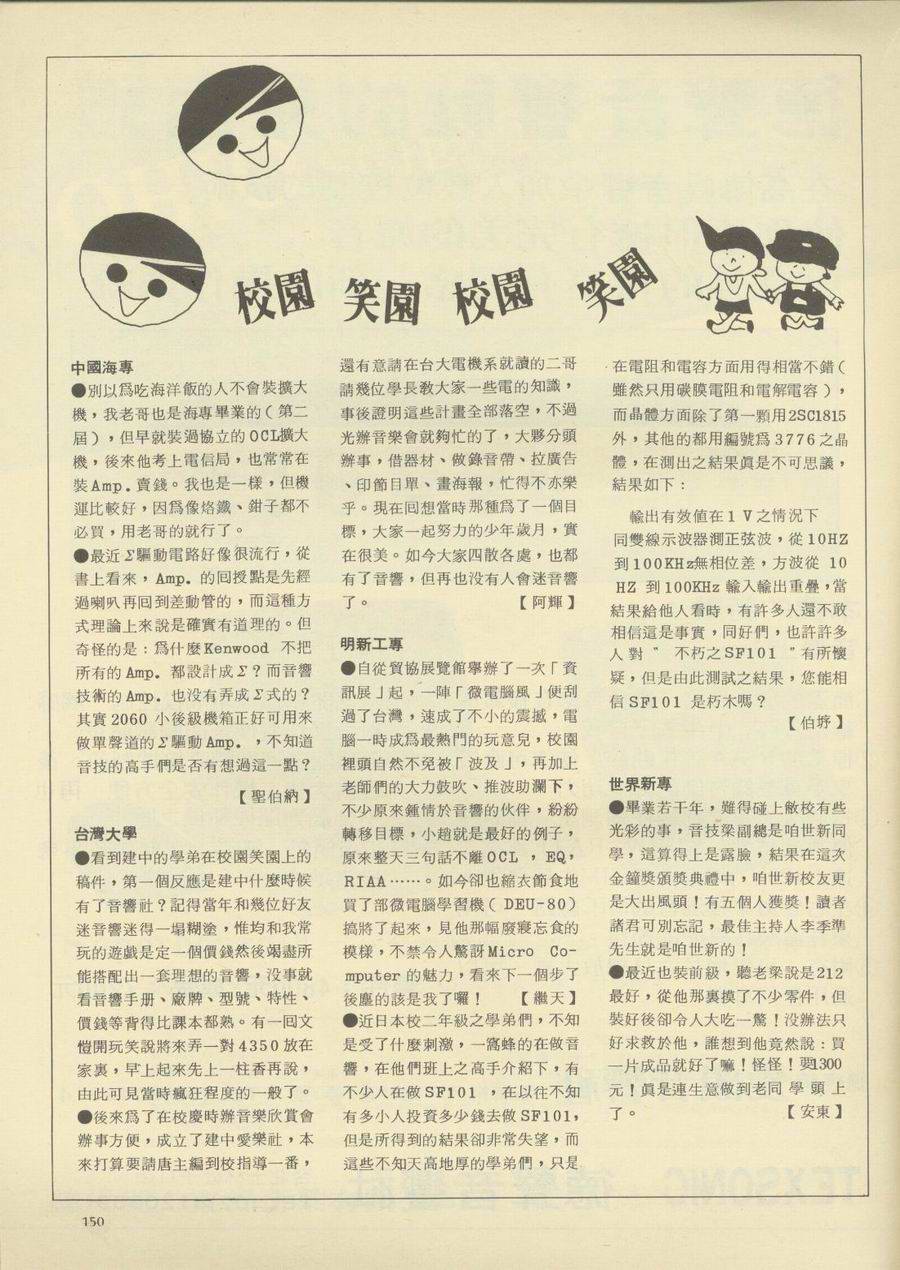 校園 笑園 校園 笑園
中國海專
●別以爲吃海洋飯的人不會裝擴大
機，我老哥也是海專畢業的（第二
屆），但早就裝過協立的OCL擴大
機，後來他考上電信局，也常常在
裝Amp．賣錢。我也是一樣，但機
運比較好，因爲像烙鐵、鉗子都不
必買，用老哥的就行了。
●最近Σ驅動電路好像很流行，從
書上看來，Amp．的回授點是先經
過喇叭再回到差動管的，而這種方
式理論上來說是確實有道理的。但
奇怪的是：爲什麼Kenwood 不把
所有的Amp．都設計成Σ？而音響
技術的Amp．也没有弄成Σ式的？
其實 2060 小後級機箱正好可用來
做單聲道的Σ驅動Amp．，不知道
音技的高手們是否有想過這一點？
【聖伯納】
台灣大學
●看到建中的學弟在校園笑園上的
稿件，第一個反應是建中什麼時候
有了音響社？記得當年和幾位好友
迷音響迷得一塌糊塗，惟均和我常
玩的遊戲是定一個價錢然後竭盡所
能搭配出一套理想的音響，没事就
看音響手册、廠牌、型號、特性、
價錢等背得比課本都熟。有一回文
愷開玩笑說將來弄一對4350放在
家裏，早上起來先上一柱香再說，
由此可見當時瘋狂程度的一般了。
●後來爲了在校慶時辦音樂欣賞會
辦事方便，成立了建中愛樂社，本
來打算要請唐主編到校指導一番，
還有意請在台大電機系就讀的二哥
請幾位學長敎大家一些電的知識，
事後證明這些計畫全部落空，不過
光辦音樂會就夠忙的了，大夥分頭
辦事，借器材、做錄音帶、拉廣告
、印節目單、畫海報，忙得不亦樂
乎。現在回想當時那種爲了一個目
標，大家一起努力的少年歲月，實
在很美。如今大家四散各處，也都
有了音響，但再也没有人會迷音響
了。 【阿輝】
明新工專
●自從貿協展覽館舉辦了一次「資
訊展」起，一陣「微電腦風」便刮
過了台灣，速成了不小的震撼，電
腦一時成爲最熱門的玩意兒，校園
裡頭自然不免被「波及」，再加上
老師們的大力鼓吹、推波助瀾下，
不少原來鍾情於音響的伙伴，紛紛
轉移目標，小趙就是最好的例子，
原來整天三句話不離OCL ，EQ，
RIAA……。如今卻也縮衣節食地
買了部微電腦學習機（DEU-80）
搞將了起來，見他那幅廢寢忘食的
模樣，不禁令人驚訝Micro Co-
mputer 的魅力，看來下一個步了
後塵的該是我了囉！ 【繼天】
●近日本校二年級之學弟們，不知
是受了什麼刺激，一窩蜂的在做音
響，在他們班上之高手介紹下，有
不少人在做SF101 ，在以往不知
有多小人投資多少錢去做SF101，
但是所得到的結果卻非常失望，而
這些不知天高地厚的學弟們，只是
在電阻和電容方面用得相當不錯（
雖然只用碳膜電阻和電解電容），
而晶體方面除了第一顆用2SC1815
外，其他的都用編號爲3776之晶
體，在測出之結果眞是不可思議，
結果如下：
輸出有效值在1 V之情況下
同雙線示波器測正弦波，從10HZ
到100KHz無相位差，方波從 10
HZ 到100KHz 輸入輸出重疊，當
結果給他人看時，有許多人還不敢
相信這是事實，同好們，也許許多
人對 〞 不朽之SF101 〞有所懷
疑，但是由此測試之結果，您能相
信SF101 是朽木嗎？
【伯垿】
世界新專
●畢業若干年，難得碰上敝校有些
光彩的事，音技梁副總是咱世新同
學，這算得上是露臉，結果在這次
金鐘獎頒獎典禮中，咱世新校友更
是大出風頭！有五個人獲獎！讀者
諸君可別忘記，最佳主持人李季準
先生就是咱世新的！
●最近也裝前級，聽老梁說是212
最好，從他那裏摸了不少零件，但
裝好後卻令人大吃一驚！没辦法只
好求救於他，誰想到他竟然說：買
一片成品就好了嘛！怪怪！要1300
元！眞是連生意做到老同學頭上
了。 【安東】
150